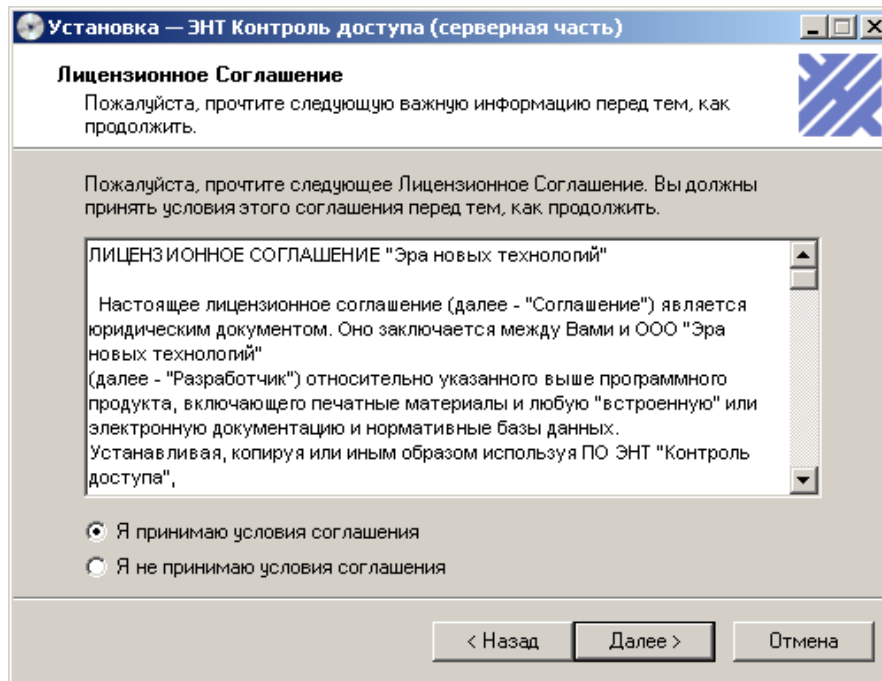 Установка — ЭНТ Контроль доступа (серверная часть)
Лицензионное Соглашение
Пожалуйста, прочтите следующую важную информацию перед тем, как
продолжить.
Пожалуйста, прочтите следующее Лицензионное Соглашение. Вы должны
принять условия этого соглашения перед тем, как продолжить.
ЛИЦЕНЗИОННОЕ СОГЛАШЕНИЕ "Эра новых технологий"
Настоящее лицензионное соглашение (далее - "Соглашение") является
юридическим документом. Оно заключается между Вами и ООО "Эра
новых технологий"
(далее - "Разработчик") относительно указанного выше программного
продукта, включающего печатные материалы и любую "встроенную" или
электронную документацию и нормативные базы данных.
Устанавливая, копируя или иным образом используя ПО ЭНТ "Контроль
доступа",
Я принимаю условия соглашения
Я не принимаю условия соглашения
< Назад
Далее >
Отмена